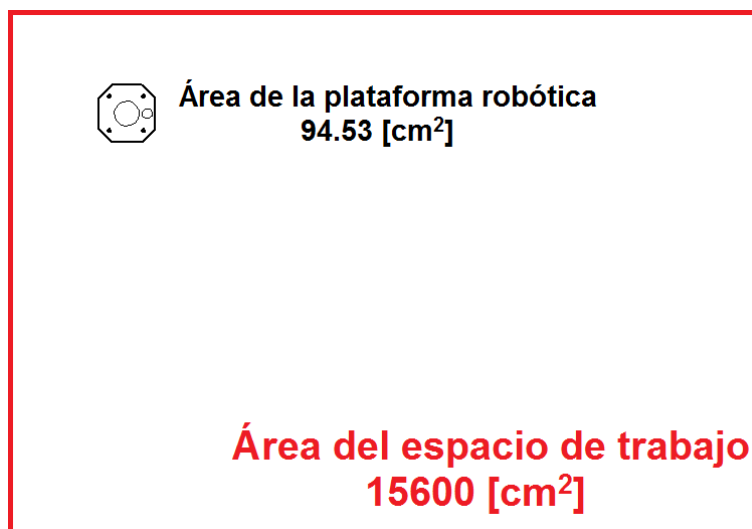 Área de la plataforma robótica
94.53 [cm²]
Área del espacio de trabajo
15600 [cm²]